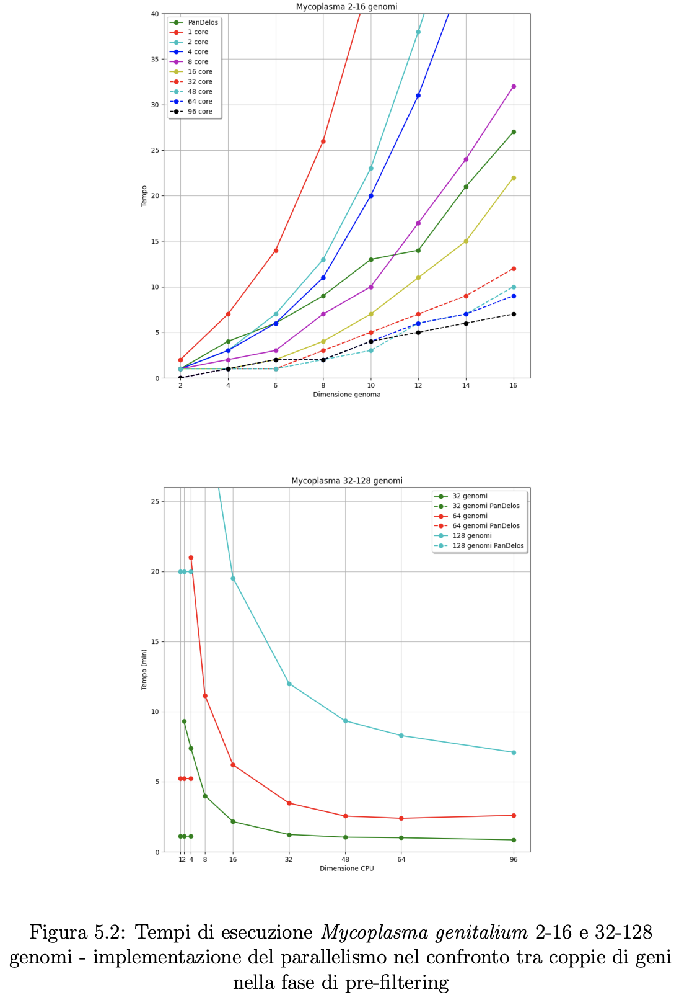 Mycoplasma 2-16 genomi
40
35
30
25
20
15
10
5
0
Tempo
PanDelos
1 core
2 core
4 core
8 core
16 core
32 core
48 core
64 core
96 core
2 4 6 8 10 12 14 16
Dimensione genoma
Mycoplasma 32-128 genomi
25
20
15
10
5
0
Tempo (min)
32 genomi
32 genomi PanDelos
64 genomi
64 genomi PanDelos
128 genomi
128 genomi PanDelos
1 2 4 8 16 32 48 64 96
Dimensione CPU
Figura 5.2: Tempi di esecuzione Mycoplasma genitalium 2-16 e 32-128
genomi - implementazione del parallelismo nel confronto tra coppie di geni
nella fase di pre-filtering